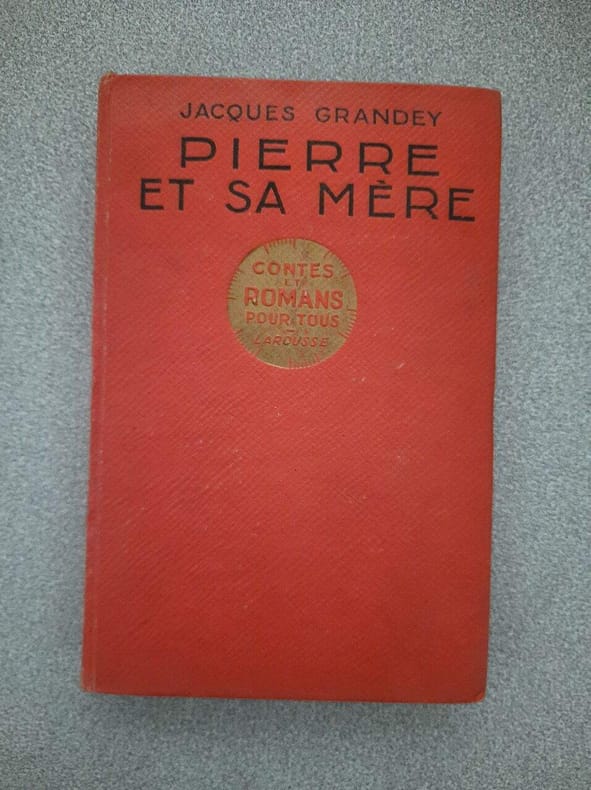 JACQUES GRANDEY
PIERRE
ET SA MÈRE
CONTES
ET
ROMANS
POUR TOUS
LAROUSSE